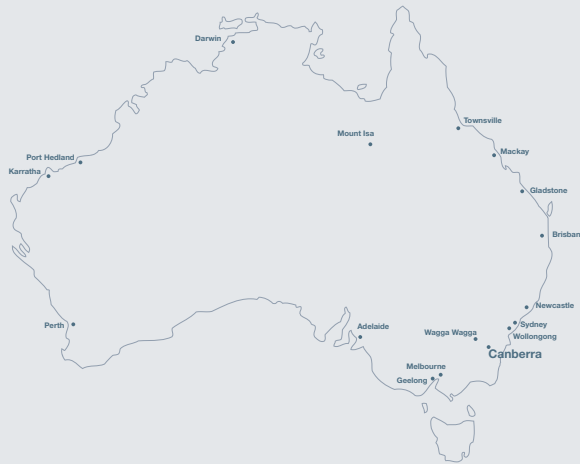 Darwin
Townsville
Mount Isa
Mackay
Port Hedland
Karratha
Gladstone
Brisban
Newcastle
Perth
Adelaide
Sydney
Wagga Wagga
Wollongong
Canberra
Melbourne
Geelong